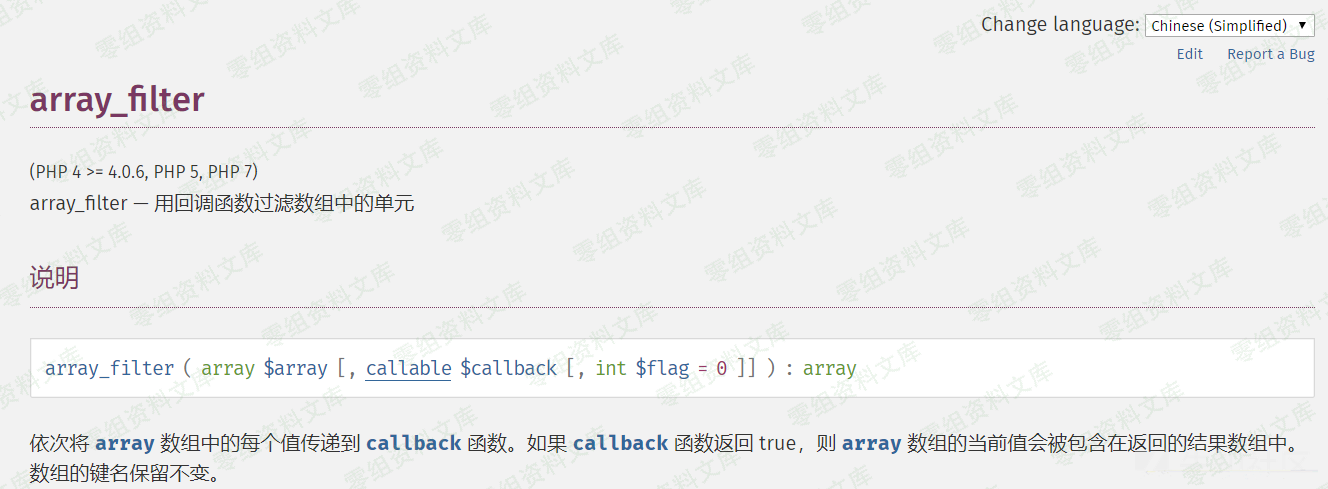 Change language: Chinese (Simplified)
Edit Report a Bug
array_filter
(PHP 4 >= 4.0.6, PHP 5, PHP 7)
array_filter — 用回调函数过滤数组中的单元
说明
array_filter ( array $array [, callable $callback [, int $flag = 0 ]] ) : array
依次将 array 数组中的每个值传递到 callback 函数。如果 callback 函数返回 true，则 array 数组的当前值会被包含在返回的结果数组中。
数组的键名保留不变。
零组资料文库